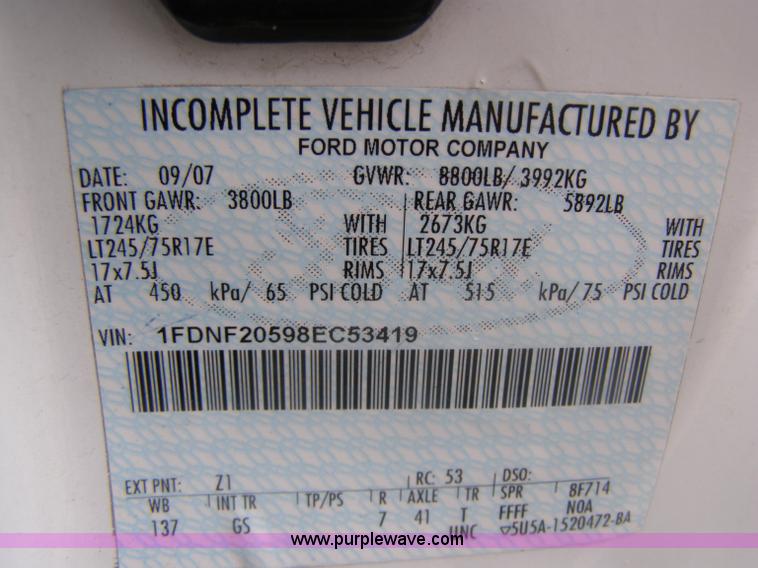 INCOMPLETE VEHICLE MANUFACTURED BY
FORD MOTOR COMPANY
DATE: 09/07 GVWR: 8800LB/ 3992KG
FRONT GAWR: 3800LB REAR GAWR: 5892LB
1724KG WITH 2673KG WITH
LT245/75R17E TIRES LT245/75R17E TIRES
17x7.5J RIMS 17x7.5J RIMS
AT 450 kPa/ 65 PSI COLD AT 515 kPa/ 75 PSI COLD
VIN: 1FDNF20598EC53419
EXT PNT: Z1 RC: 53 DSO:
WB INT TR TP/PS R AXLE TR SPR 8F714
137 GS 7 41 T FFFF NOA
UNC ▽5U5A-1520472-BA
www.purplewave.com